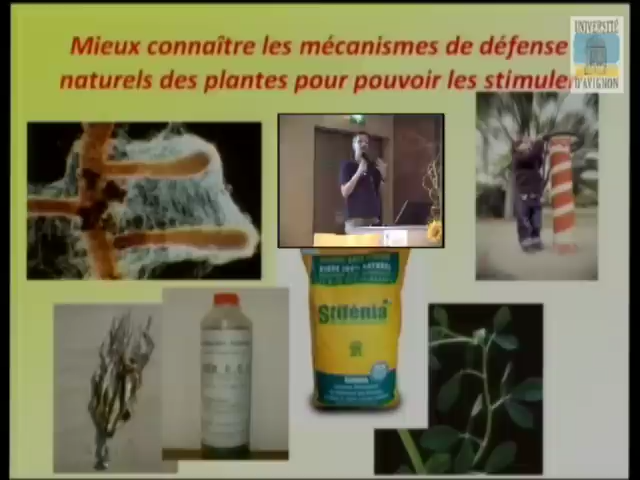 Mieux connaître les mécanismes de défense
naturels des plantes pour pouvoir les stimuler
UNIVERSITÉ
D'AVIGNON
Stifénia